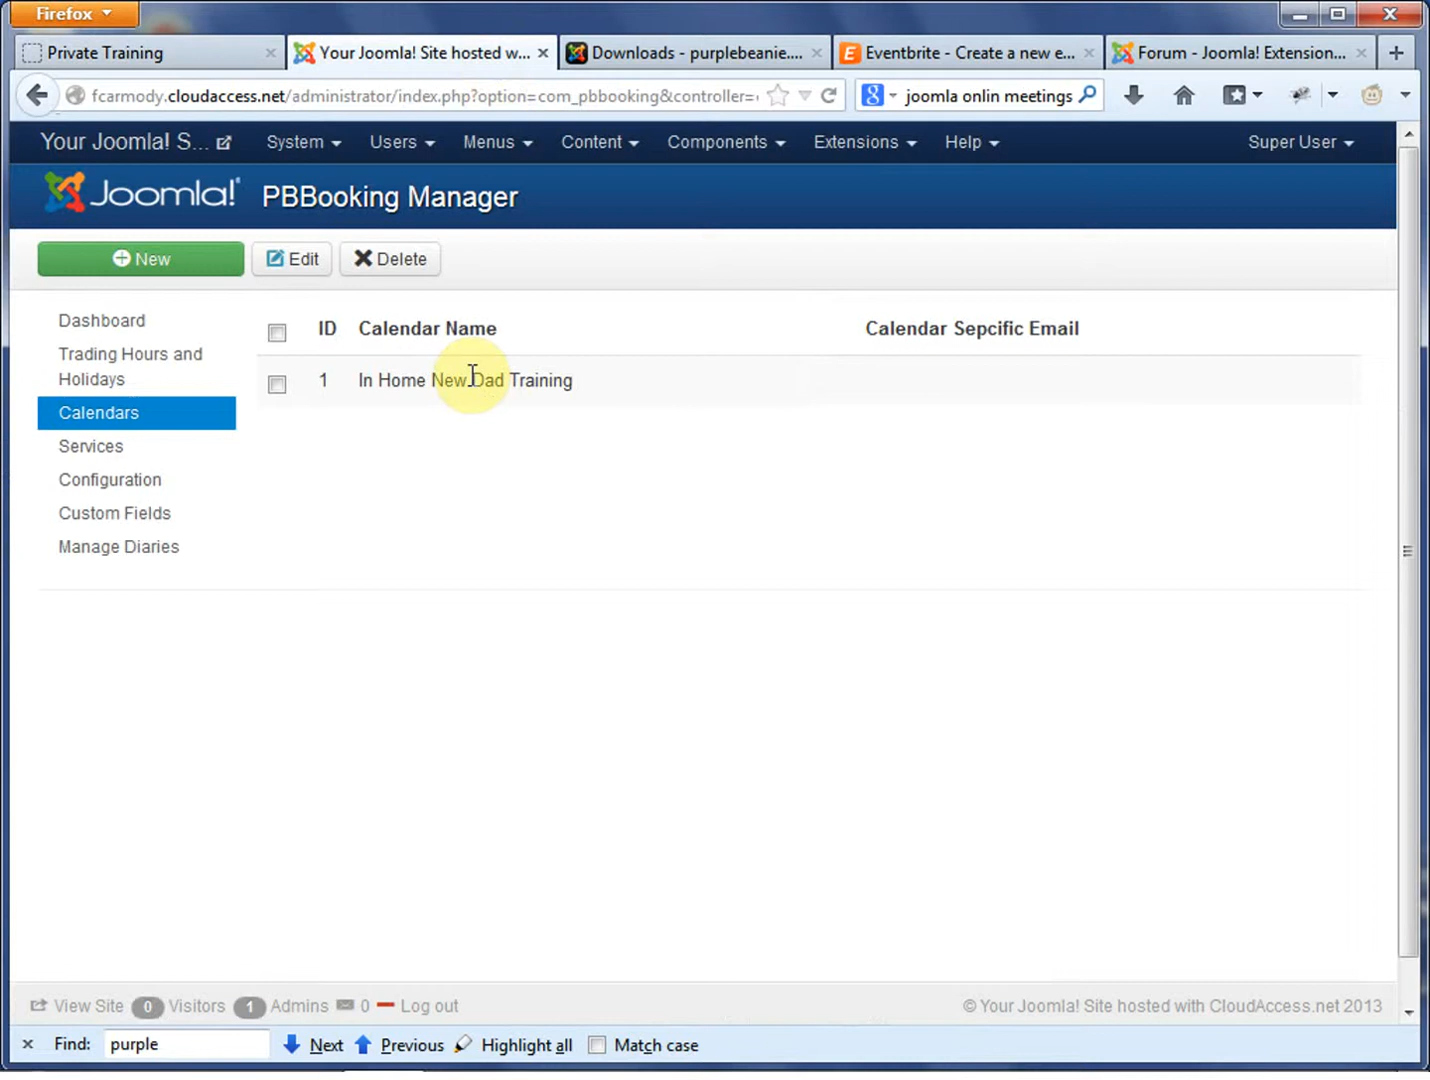 Firefox
Private Training
Your Joomla! Site hosted w...
Downloads - purplebeanie....
Eventbrite - Create a new e...
Forum - Joomla! Extension...
fcarmody.cloudaccess.net/administrator/index.php?option=com_pbbooking&controller=
joomla onlin meetings
Your Joomla! S...
System
Users
Menus
Content
Components
Extensions
Help
Super User
Joomla!
PBBooking Manager
New
Edit
Delete
Dashboard
Trading Hours and
Holidays
Calendars
Services
Configuration
Custom Fields
Manage Diaries
ID
Calendar Name
Calendar Sepcific Email
1
In Home New Dad Training
View Site
0
Visitors
1
Admins
0
Log out
© Your Joomla! Site hosted with CloudAccess.net 2013
Find:
purple
Next
Previous
Highlight all
Match case